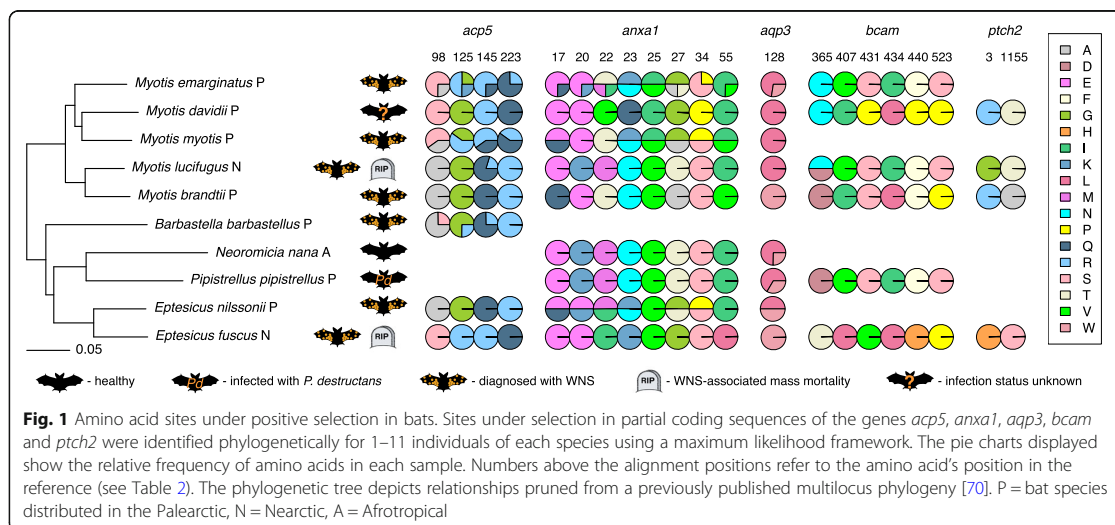 acp5 anxa1 aqp3 bcam ptch2
98 125 145 223 17 20 22 23 25 27 34 55 128 365 407 431 434 440 523 3 1155
Myotis emarginatus P
Myotis davidii P
?
Myotis myotis P
Myotis lucifugus N
RIP
Myotis brandtii P
Barbastella barbastellus P
Neoromicia nana A
Pipistrellus pipistrellus P
Pd
Eptesicus nilssonii P
Eptesicus fuscus N
RIP
0.05
A
D
E
F
G
H
I
K
L
M
N
P
Q
R
S
T
V
W
- healthy Pd - infected with P. destructans - diagnosed with WNS RIP - WNS-associated mass mortality ? - infection status unknown
Fig. 1 Amino acid sites under positive selection in bats. Sites under selection in partial coding sequences of the genes acp5, anxa1, aqp3, bcam
and ptch2 were identified phylogenetically for 1–11 individuals of each species using a maximum likelihood framework. The pie charts displayed
show the relative frequency of amino acids in each sample. Numbers above the alignment positions refer to the amino acid's position in the
reference (see Table 2). The phylogenetic tree depicts relationships pruned from a previously published multilocus phylogeny [70]. P = bat species
distributed in the Palearctic, N = Nearctic, A = Afrotropical